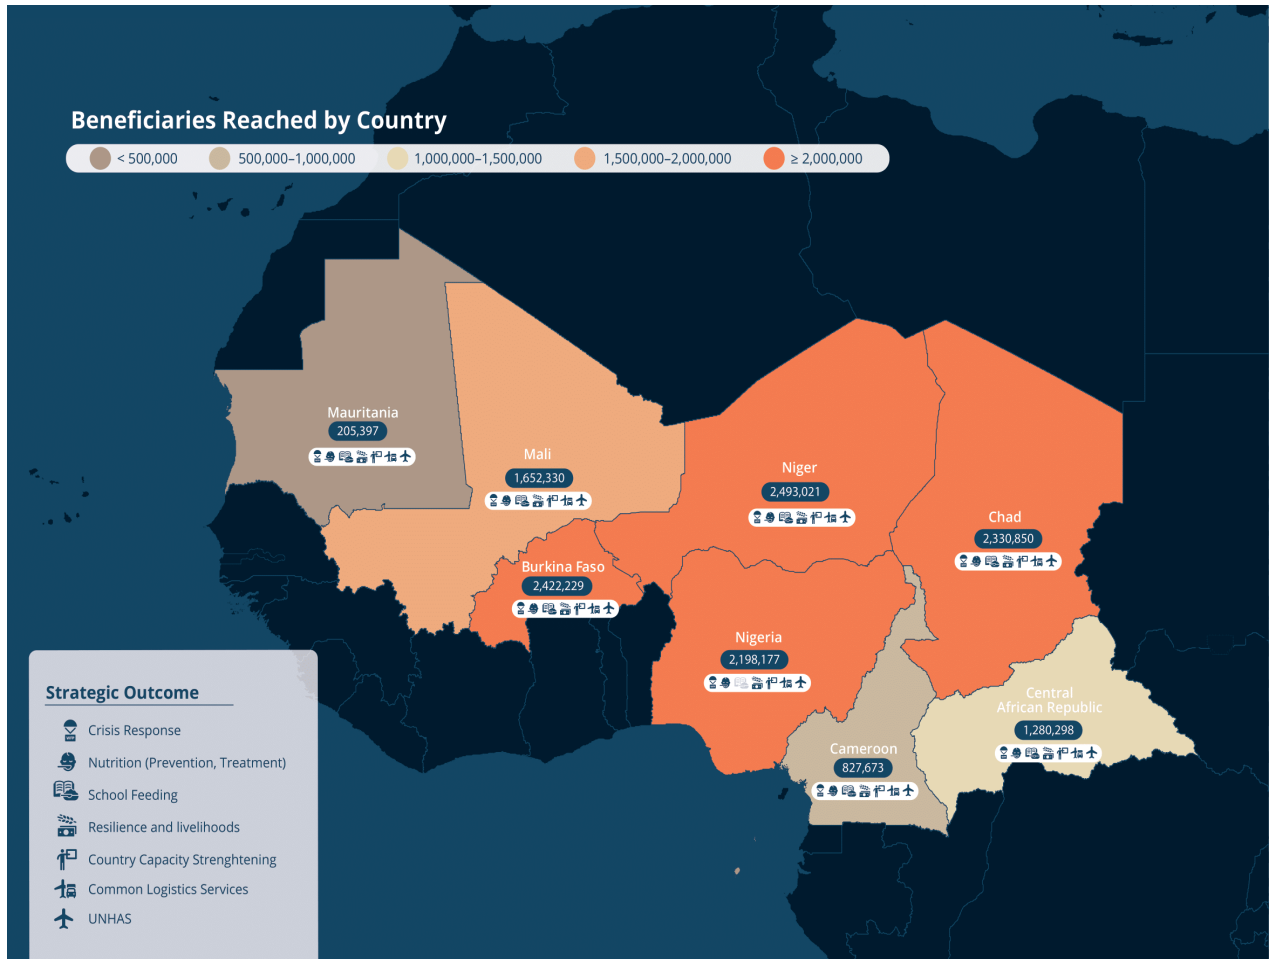 Beneficiaries Reached by Country
< 500,000
500,000–1,000,000
1,000,000–1,500,000
1,500,000–2,000,000
≥ 2,000,000
Mauritania
205,397
Mali
1,652,330
Niger
2,493,021
Chad
2,330,850
Burkina Faso
2,422,229
Nigeria
2,198,177
Central
African Republic
1,280,298
Cameroon
827,673
Strategic Outcome
Crisis Response
Nutrition (Prevention, Treatment)
School Feeding
Resilience and livelihoods
Country Capacity Strenghtening
Common Logistics Services
UNHAS